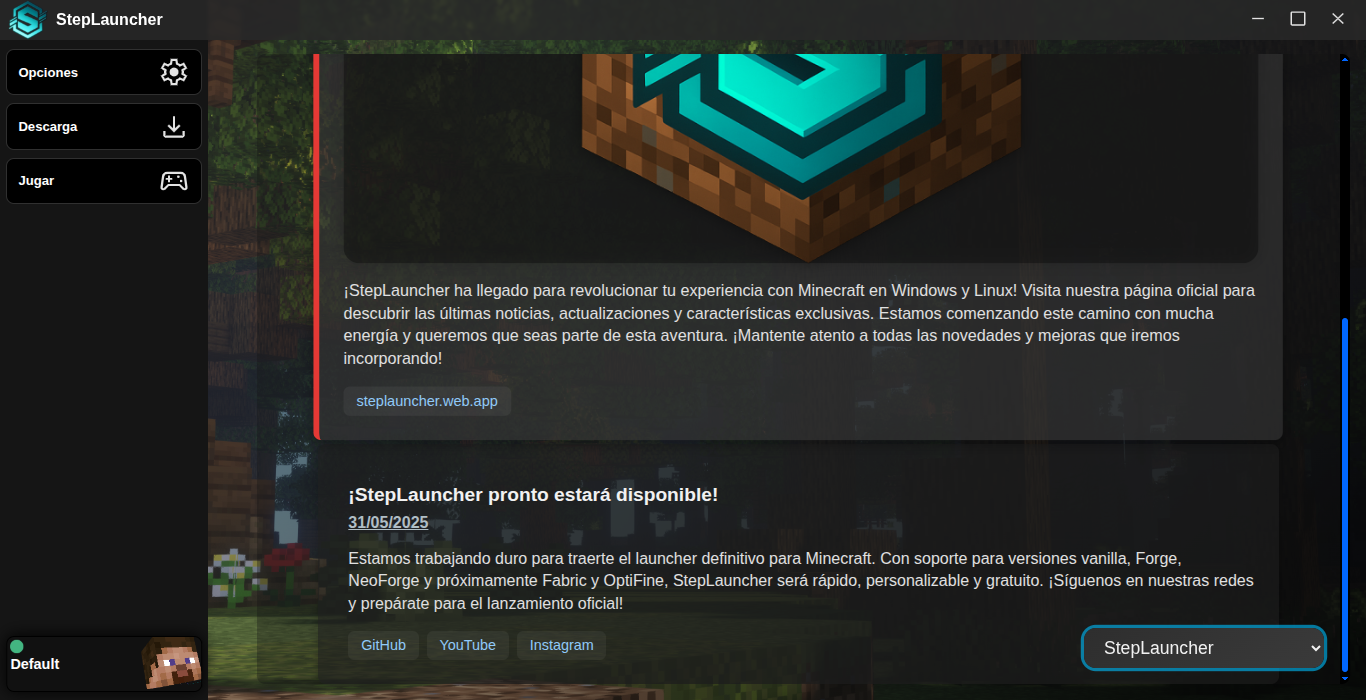 StepLauncher
Opciones
Descarga
Jugar
¡StepLauncher ha llegado para revolucionar tu experiencia con Minecraft en Windows y Linux! Visita nuestra página oficial para
descubrir las últimas noticias, actualizaciones y características exclusivas. Estamos comenzando este camino con mucha
energía y queremos que seas parte de esta aventura. ¡Mantente atento a todas las novedades y mejoras que iremos
incorporando!
steplauncher.web.app
¡StepLauncher pronto estará disponible!
31/05/2025
Estamos trabajando duro para traerte el launcher definitivo para Minecraft. Con soporte para versiones vanilla, Forge,
NeoForge y próximamente Fabric y OptiFine, StepLauncher será rápido, personalizable y gratuito. ¡Síguenos en nuestras redes
y prepárate para el lanzamiento oficial!
GitHub
YouTube
Instagram
StepLauncher
Default